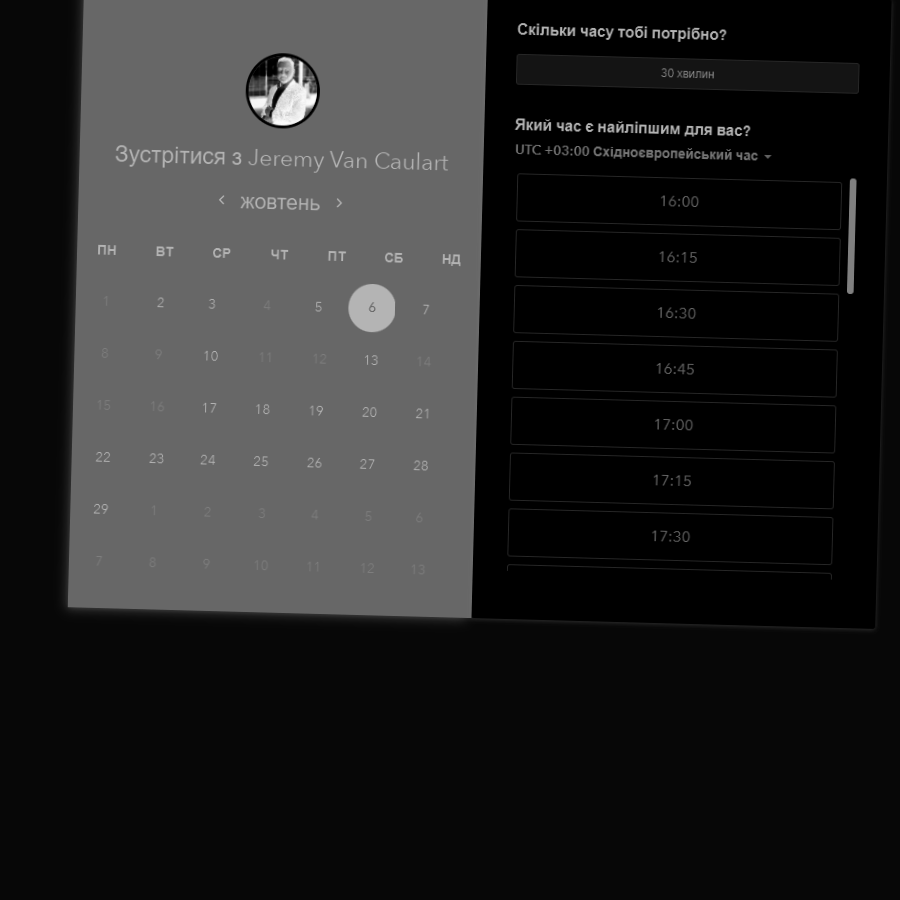 Зустрітися з Jeremy Van Caulart
жовтень
ПН ВТ СР ЧТ ПТ СБ НД
1 2 3 4 5 6 7
8 9 10 11 12 13 14
15 16 17 18 19 20 21
22 23 24 25 26 27 28
29 1 2 3 4 5 6
7 8 9 10 11 12 13
Скільки часу тобі потрібно?
30 хвилин
Який час є найліпшим для вас?
UTC +03:00 Східноєвропейський час
16:00
16:15
16:30
16:45
17:00
17:15
17:30